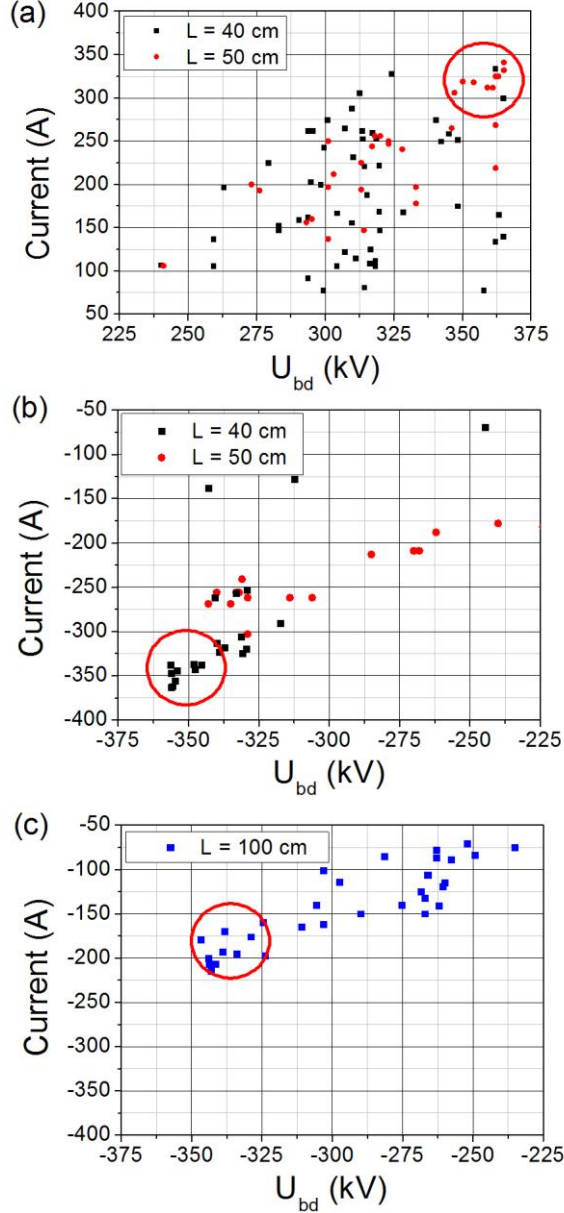 (a)
L = 40 cm
L = 50 cm
400
350
300
250
200
150
100
50
Current (A)
225 250 275 300 325 350 375
U_bd (kV)
(b)
L = 40 cm
L = 50 cm
-50
-100
-150
-200
-250
-300
-350
-400
Current (A)
-375 -350 -325 -300 -275 -250 -225
U_bd (kV)
(c)
L = 100 cm
-50
-100
-150
-200
-250
-300
-350
-400
Current (A)
-375 -350 -325 -300 -275 -250 -225
U_bd (kV)